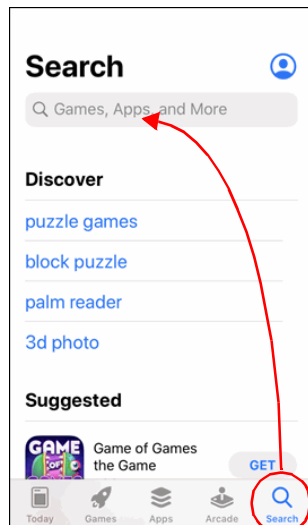 Search
Games, Apps, and More
Discover
puzzle games
block puzzle
palm reader
3d photo
Suggested
GAME
OF
Game of Games
the Game
GET
Today
Games
Apps
Arcade
Search